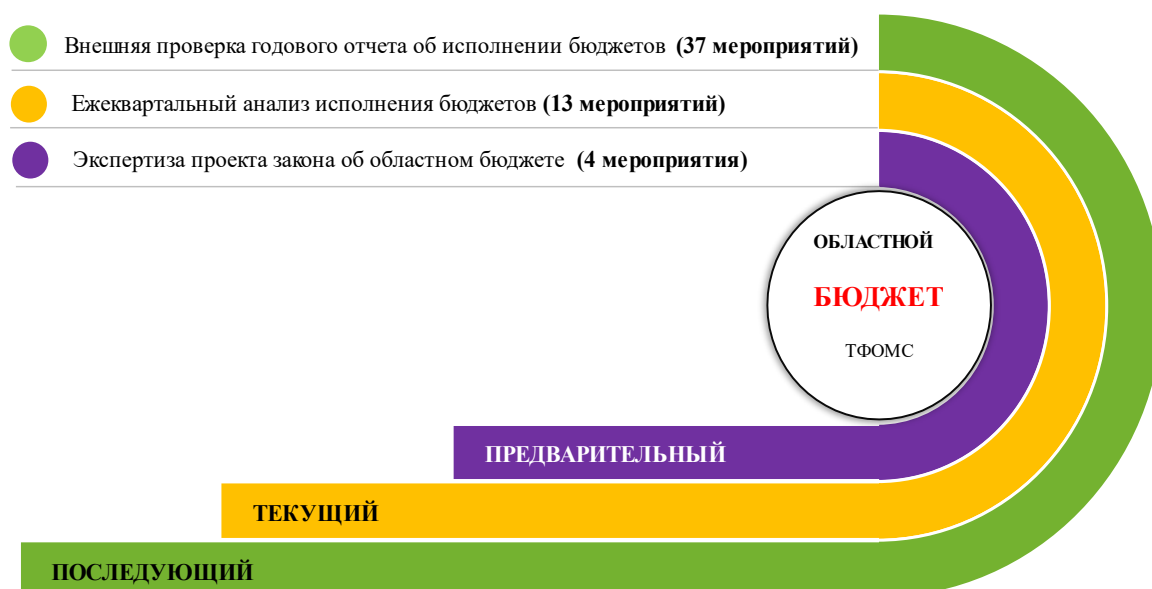 Внешняя проверка годового отчета об исполнении бюджетов (37 мероприятий)
Ежеквартальный анализ исполнения бюджетов (13 мероприятий)
Экспертиза проекта закона об областном бюджете (4 мероприятия)
ОБЛАСТНОЙ
БЮДЖЕТ
ТФОМС
ПРЕДВАРИТЕЛЬНЫЙ
ТЕКУЩИЙ
ПОСЛЕДУЮЩИЙ